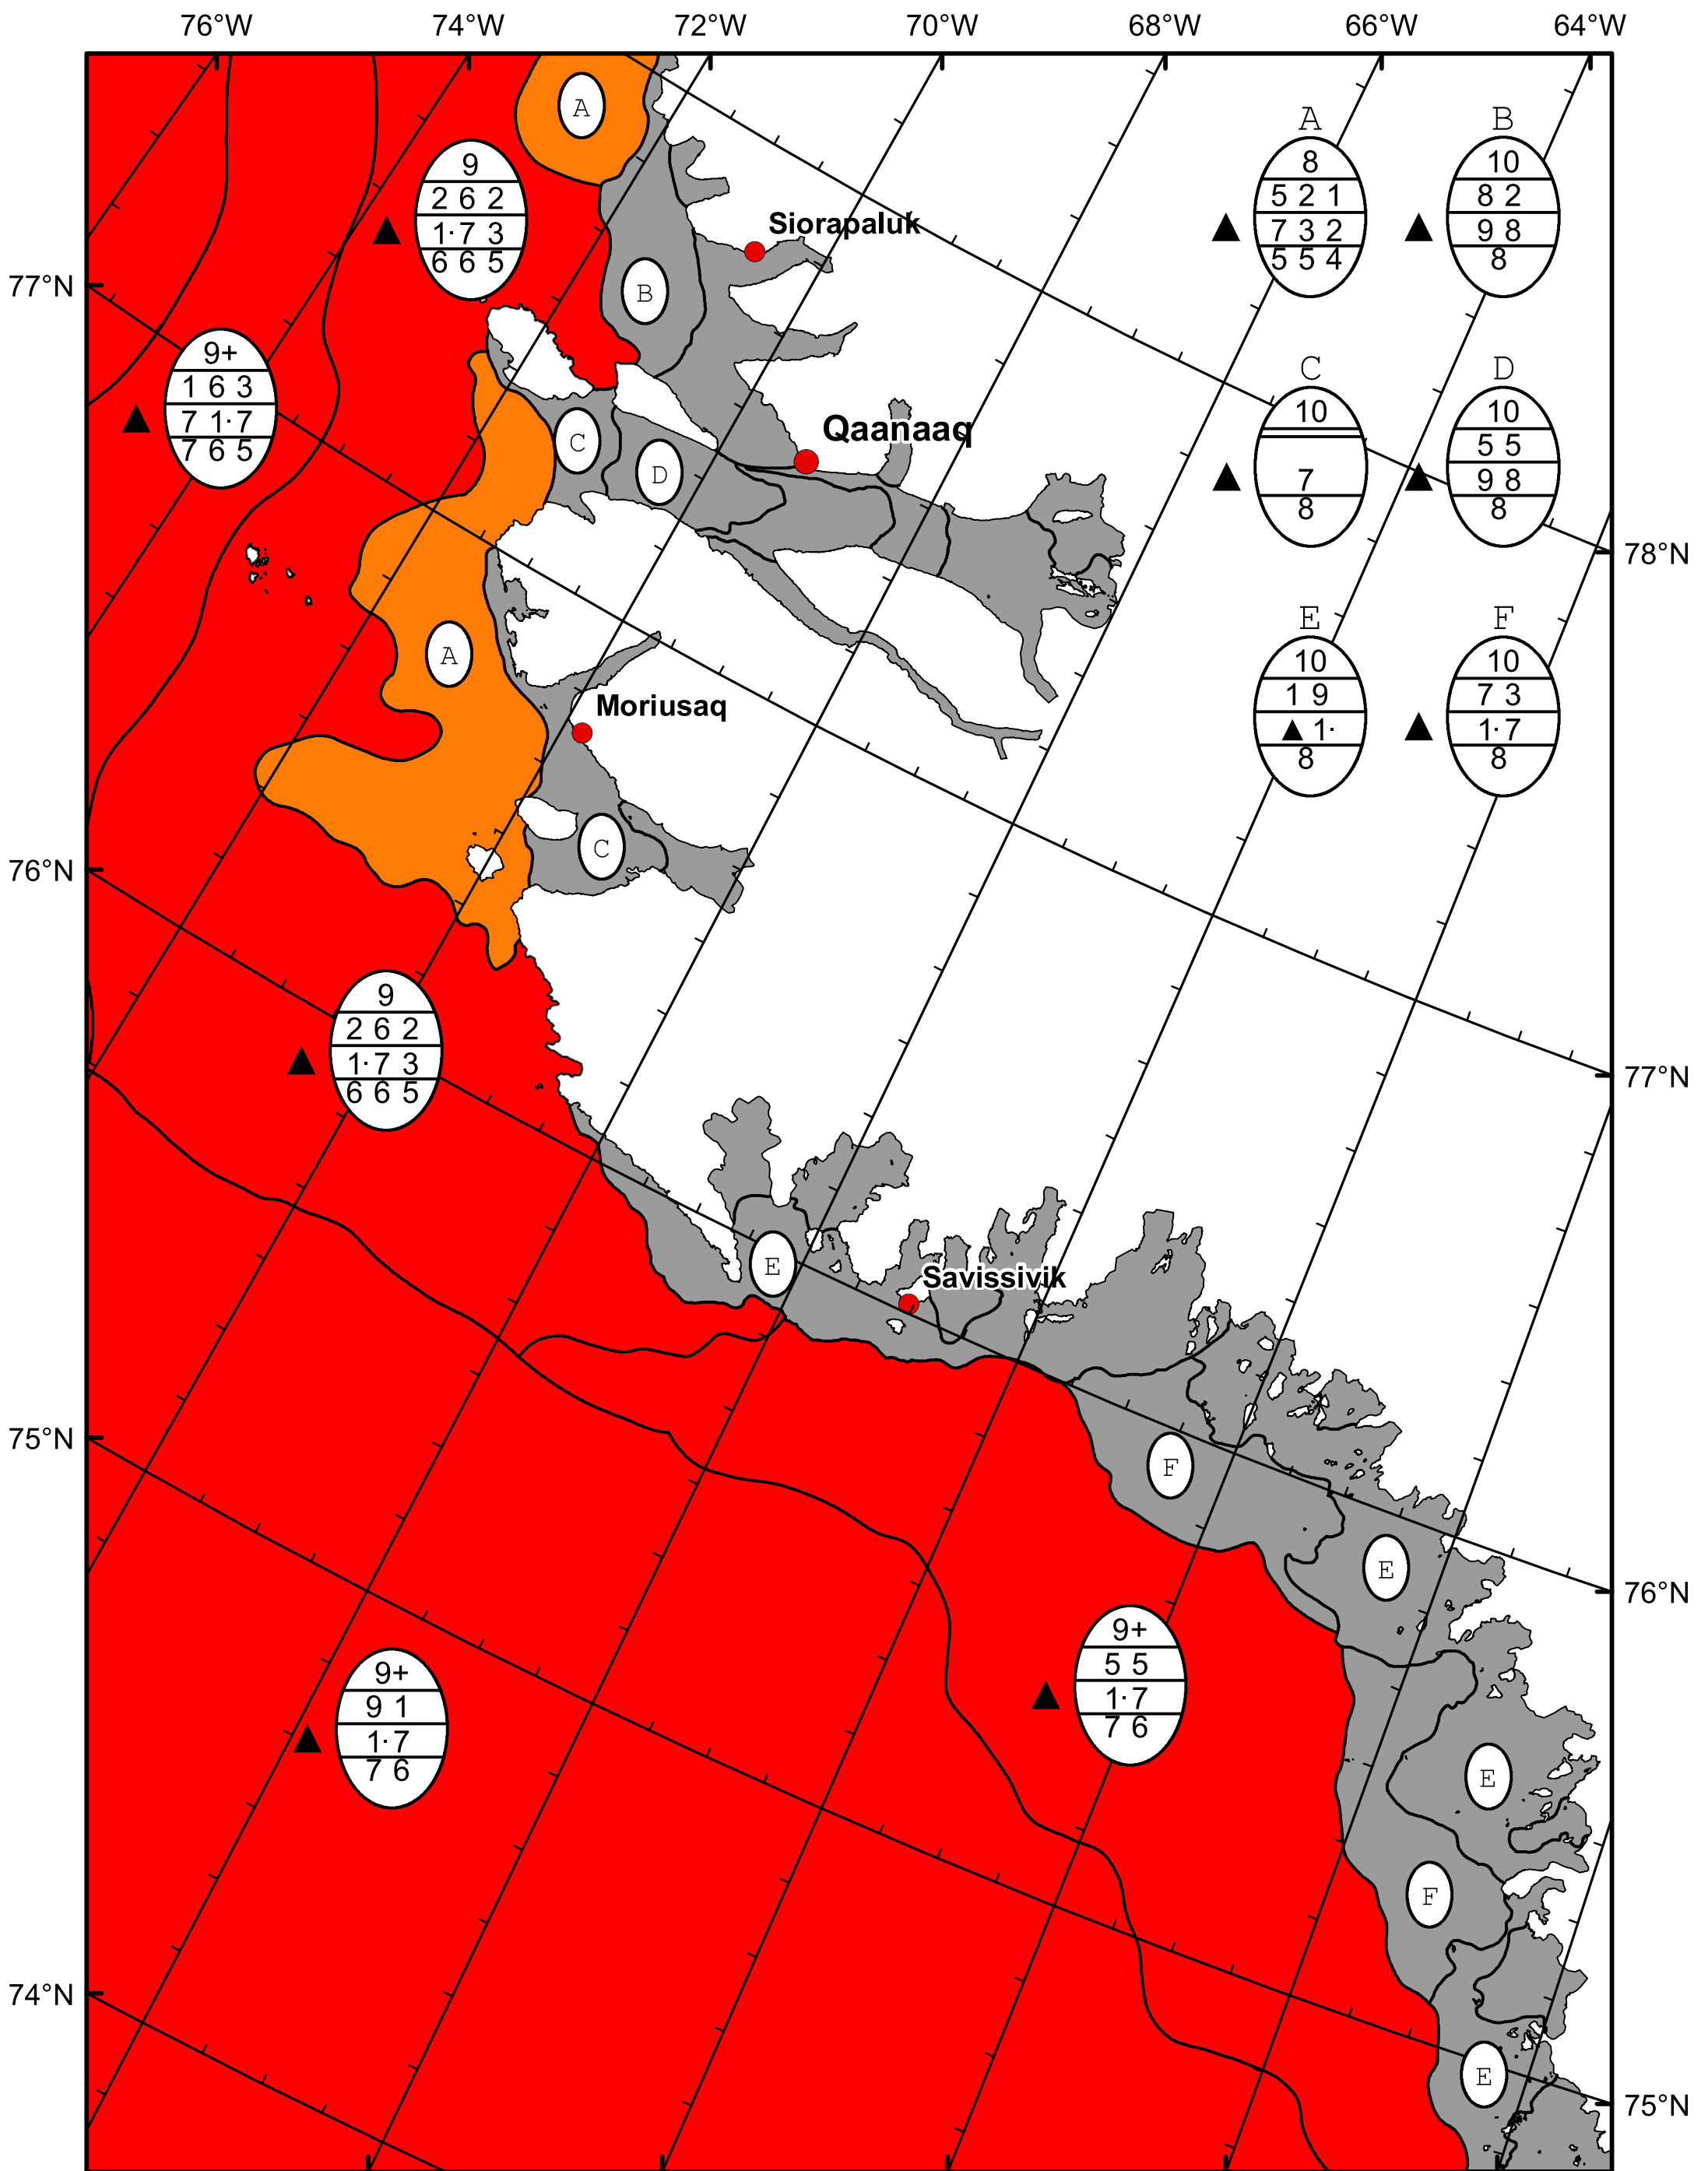 76°W 74°W 72°W 70°W 68°W 66°W 64°W
A
A
8
5 2 1
7 3 2
5 5 4
B
10
8 2
9 8
8
9
2 6 2
1· 7 3
6 6 5
Siorapaluk
77°N
B
9+
1 6 3
7 1· 7
7 6 5
C
10
7
8
D
10
5 5
9 8
8
Qaanaaq
C
D
78°N
E
10
1 9
▲ 1·
8
F
10
7 3
1· 7
8
A
Moriusaq
C
76°N
9
2 6 2
1· 7 3
6 6 5
77°N
E
Savissivik
75°N
F
E
76°N
9+
5 5
1· 7
7 6
9+
9 1
1· 7
7 6
E
F
74°N
E
75°N